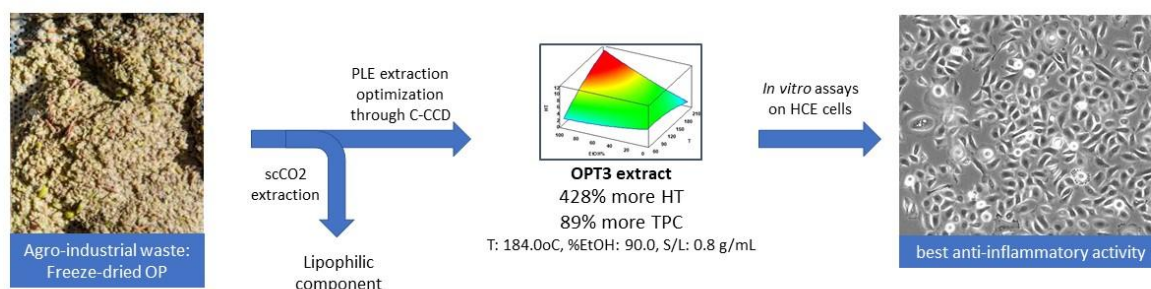 PLE extraction
optimization
through C-CCD
scCO2
extraction
Lipophilic
component
Agro-industrial waste:
Freeze-dried OP
HT
EtOH%
T
OPT3 extract
428% more HT
89% more TPC
T: 184.0oC, %EtOH: 90.0, S/L: 0.8 g/mL
In vitro assays
on HCE cells
best anti-inflammatory activity